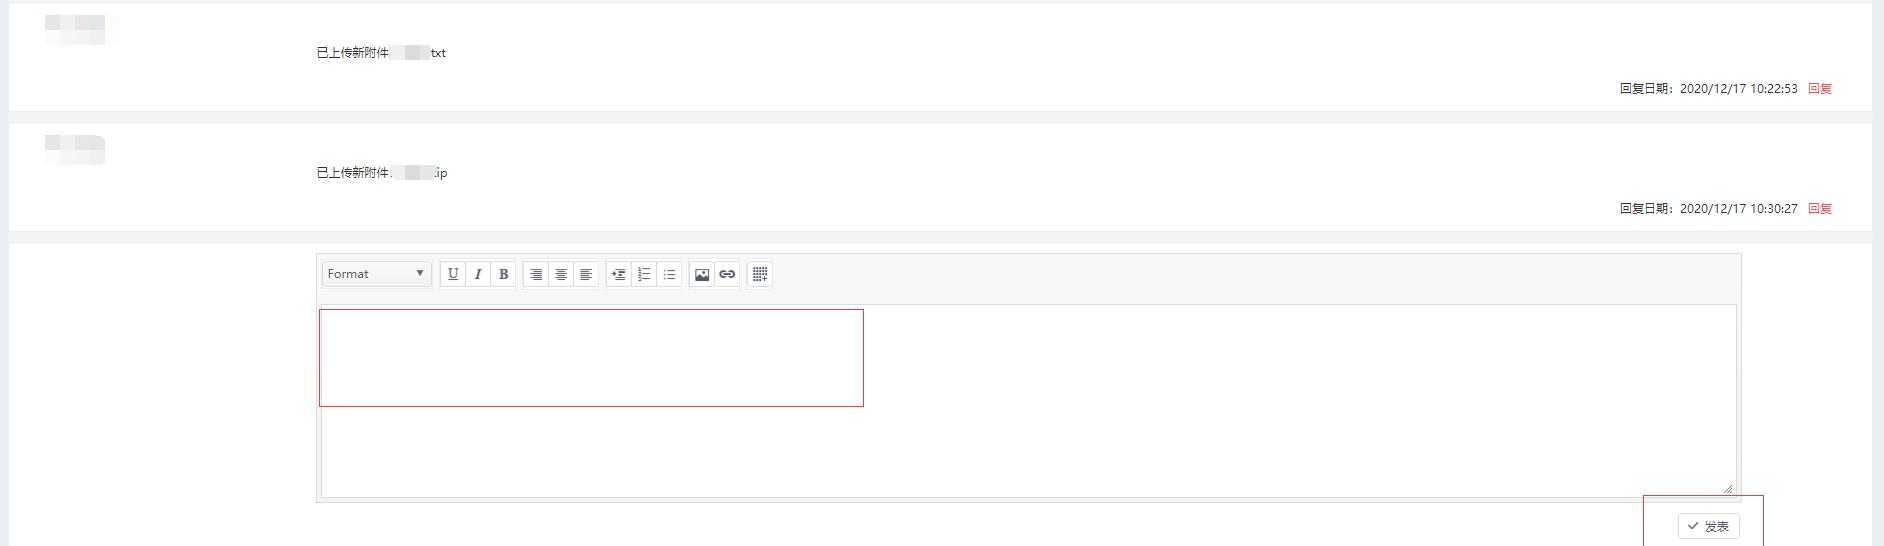 已上传新附件 txt
回复日期：2020/12/17 10:22:53 回复
已上传新附件 ip
回复日期：2020/12/17 10:30:27 回复
Format
U I B
发表